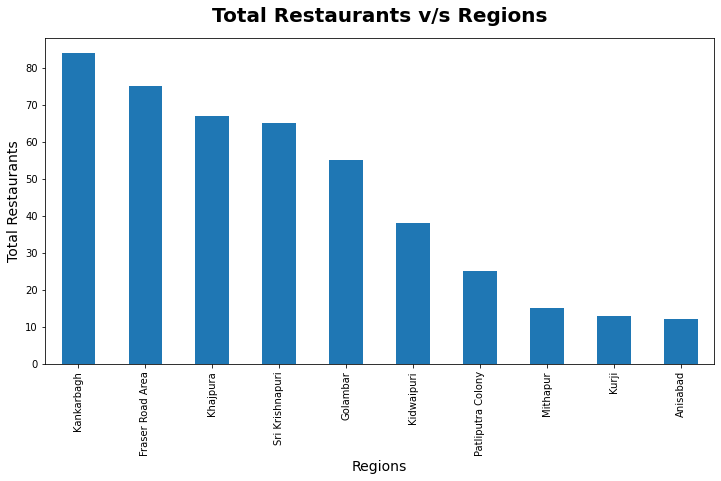 Total Restaurants v/s Regions
80
70
60
50
40
30
20
10
0
Total Restaurants
Kankarbagh
Fraser Road Area
Khajpura
Sri Krishnapuri
Golambar
Kidwaipuri
Patliputra Colony
Mithapur
Kurji
Anisabad
Regions